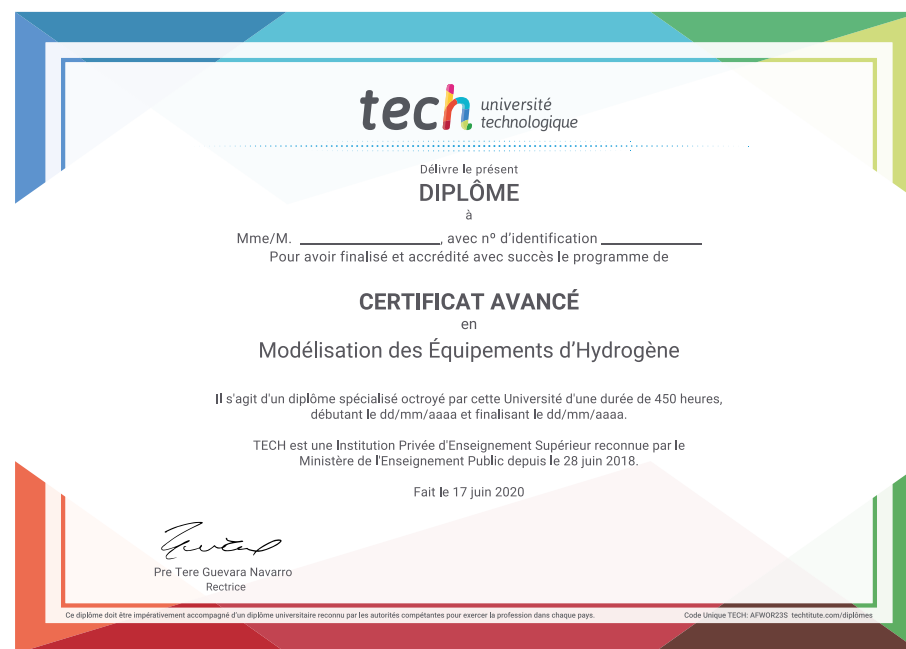 tech université
technologique
Délivre le présent
DIPLÔME
à
Mme/M. ____________, avec nº d'identification ____________
Pour avoir finalisé et accrédité avec succès le programme de
CERTIFICAT AVANCÉ
en
Modélisation des Équipements d'Hydrogène
Il s'agit d'un diplôme spécialisé octroyé par cette Université d'une durée de 450 heures,
débutant le dd/mm/aaaa et finalisant le dd/mm/aaaa.
TECH est une Institution Privée d'Enseignement Supérieur reconnue par le
Ministère de l'Enseignement Public depuis le 28 juin 2018.
Fait le 17 juin 2020
Pre Tere Guevara Navarro
Rectrice
Ce diplôme doit être impérativement accompagné d'un diplôme universitaire reconnu par les autorités compétentes pour exercer la profession dans chaque pays.
Code Unique TECH: AFWOR23S techtitute.com/diplômes